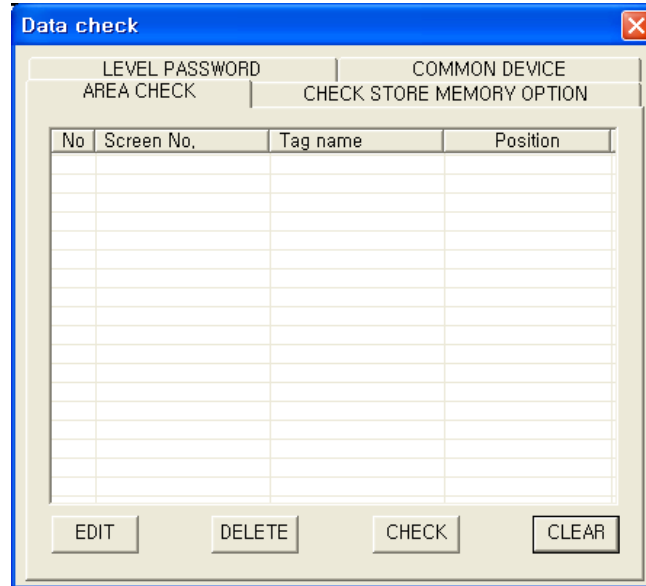 Data check
LEVEL PASSWORD COMMON DEVICE
AREA CHECK CHECK STORE MEMORY OPTION
No Screen No, Tag name Position
EDIT DELETE CHECK CLEAR